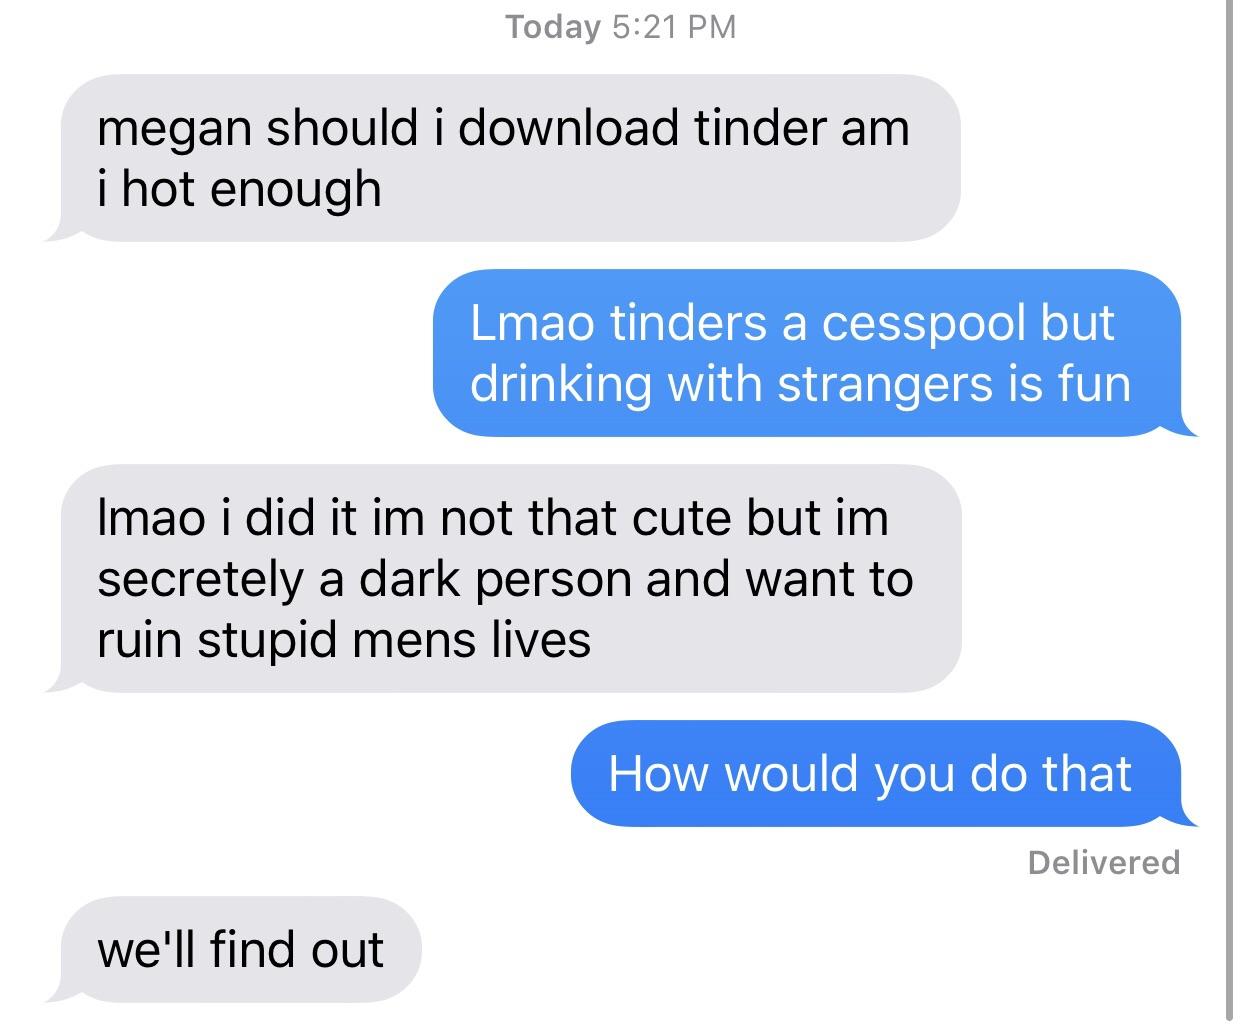 Today 5:21 PM
megan should i download tinder am
i hot enough
Lmao tinders a cesspool but
drinking with strangers is fun
lmao i did it im not that cute but im
secretely a dark person and want to
ruin stupid mens lives
How would you do that
Delivered
we'll find out